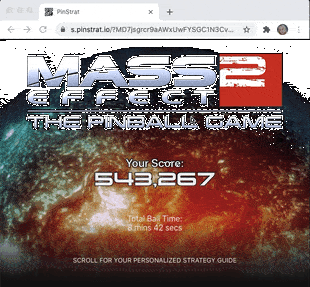 PinStrat
s.pinstrat.io/?MD7jsgrcr9aAWxUwFYSGC1N3Cv...
MASS 2
EFFECT
THE PINBALL GAME
Your Score:
543,267
Total Ball Time:
8 mins 42 secs
SCROLL FOR YOUR PERSONALIZED STRATEGY GUIDE